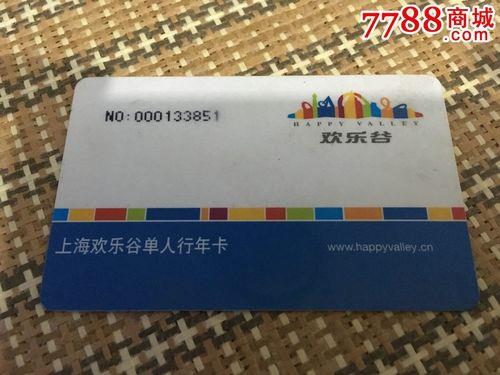 7788商城
.com
NO: 000133851
HAPPY VALLEY
欢乐谷
上海欢乐谷单人行年卡
www.happyvalley.cn